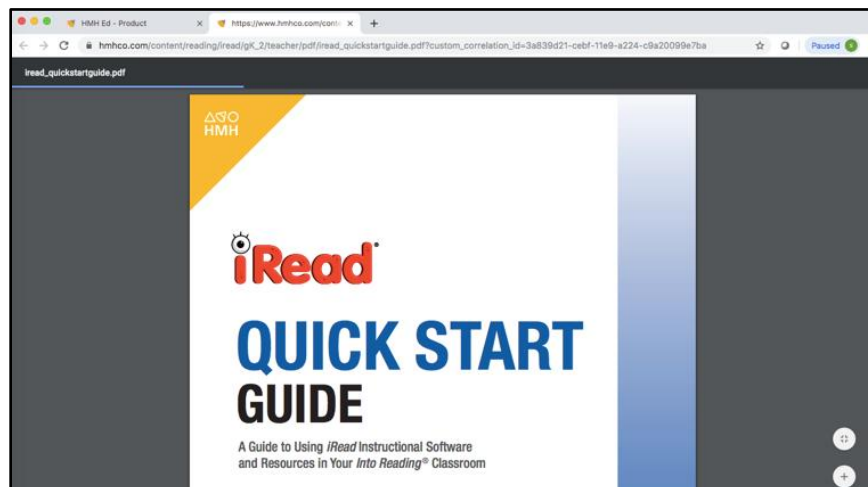 HMH Ed - Product
https://www.hmhco.com/conte
hmhco.com/content/reading/iread/gK_2/teacher/pdf/iread_quickstartguide.pdf?custom_correlation_id=3a839d21-cebf-11e9-a224-c9a20099e7ba
Paused
iread_quickstartguide.pdf
HMH
iRead®
QUICK START
GUIDE
A Guide to Using iRead Instructional Software
and Resources in Your Into Reading® Classroom